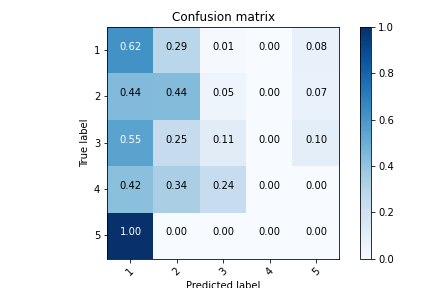 Confusion matrix
1.0
1 0.62 0.29 0.01 0.00 0.08
0.8
2 0.44 0.44 0.05 0.00 0.07
0.6
True label
3 0.55 0.25 0.11 0.00 0.10
0.4
4 0.42 0.34 0.24 0.00 0.00
0.2
5 1.00 0.00 0.00 0.00 0.00
0.0
1 2 3 4 5
Predicted label